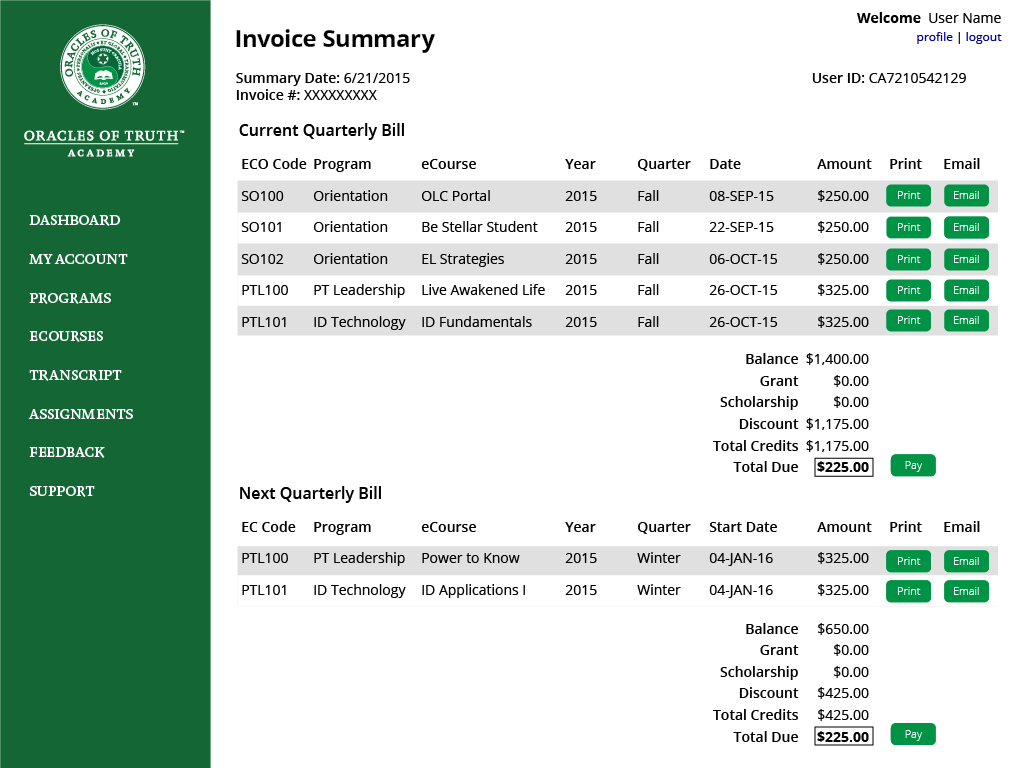 Welcome User Name
profile | logout
ORACLES OF TRUTH
ACADEMY
ORACLES OF TRUTH™
ACADEMY
DASHBOARD
MY ACCOUNT
PROGRAMS
ECOURSES
TRANSCRIPT
ASSIGNMENTS
FEEDBACK
SUPPORT
Invoice Summary
Summary Date: 6/21/2015 User ID: CA7210542129
Invoice #: XXXXXXXXX
Current Quarterly Bill
ECO Code Program eCourse Year Quarter Date Amount Print Email
SO100 Orientation OLC Portal 2015 Fall 08-SEP-15 $250.00 Print Email
SO101 Orientation Be Stellar Student 2015 Fall 22-SEP-15 $250.00 Print Email
SO102 Orientation EL Strategies 2015 Fall 06-OCT-15 $250.00 Print Email
PTL100 PT Leadership Live Awakened Life 2015 Fall 26-OCT-15 $325.00 Print Email
PTL101 ID Technology ID Fundamentals 2015 Fall 26-OCT-15 $325.00 Print Email
Balance $1,400.00
Grant $0.00
Scholarship $0.00
Discount $1,175.00
Total Credits $1,175.00
Total Due $225.00 Pay
Next Quarterly Bill
EC Code Program eCourse Year Quarter Start Date Amount Print Email
PTL100 PT Leadership Power to Know 2015 Winter 04-JAN-16 $325.00 Print Email
PTL101 ID Technology ID Applications I 2015 Winter 04-JAN-16 $325.00 Print Email
Balance $650.00
Grant $0.00
Scholarship $0.00
Discount $425.00
Total Credits $425.00
Total Due $225.00 Pay